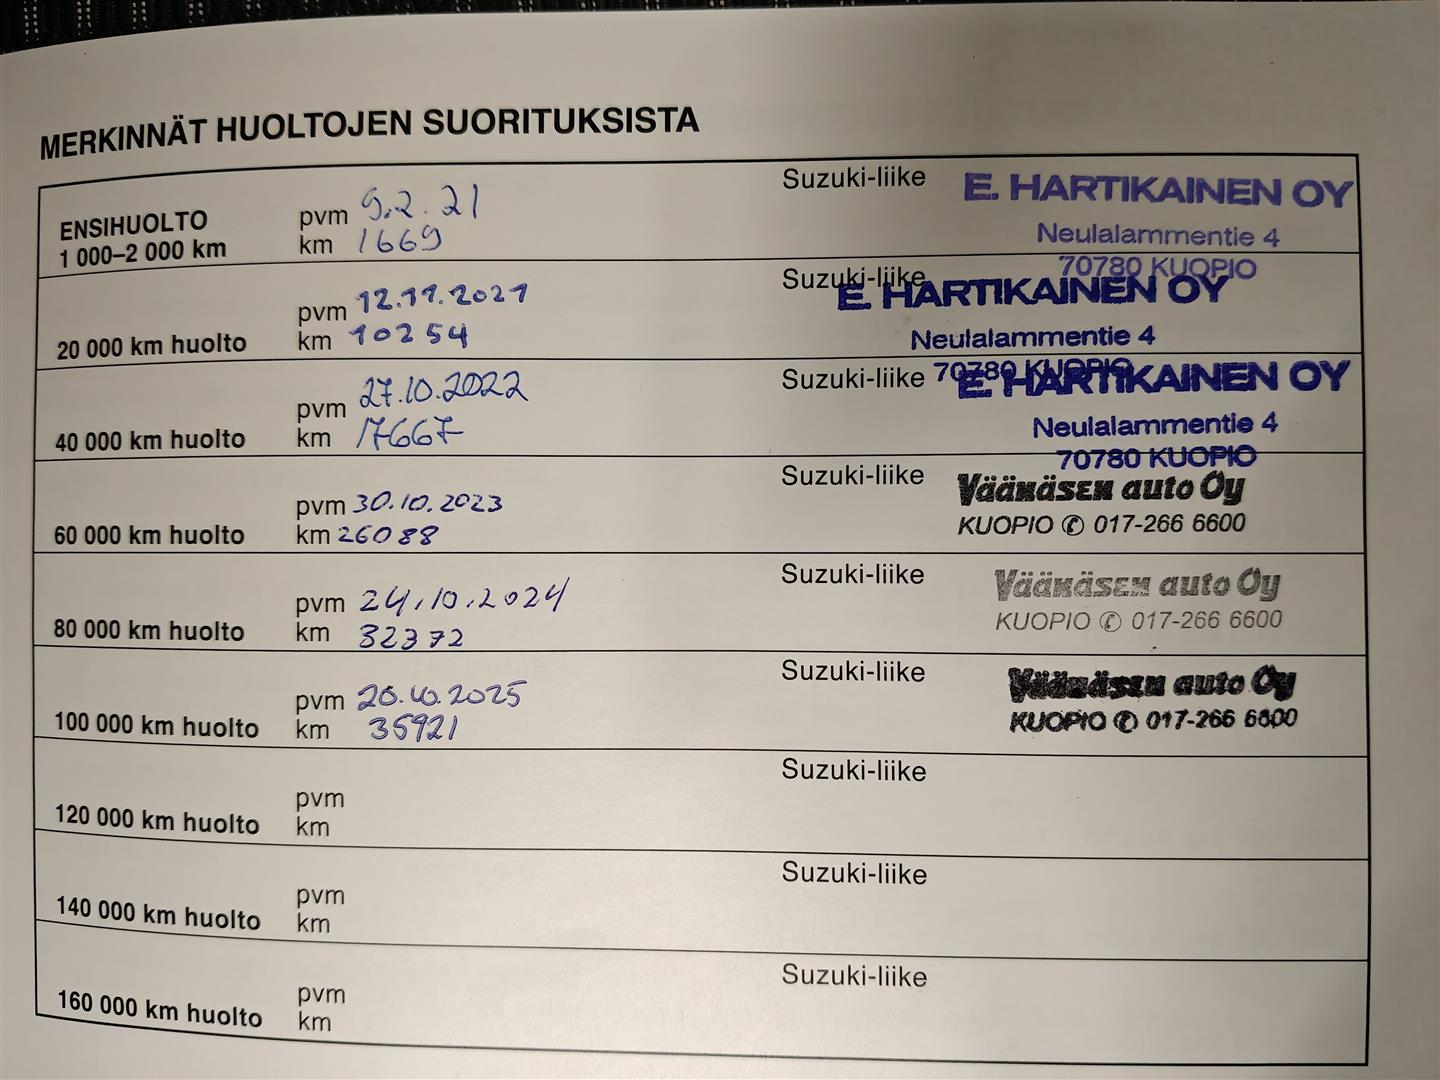 MERKINNÄT HUOLTOJEN SUORITUKSISTA
ENSIHUOLTO
1 000–2 000 km
pvm 9.2.21
km 1669
Suzuki-liike
E. HARTIKAINEN OY
Neulalammentie 4
70780 KUOPIO
20 000 km huolto
pvm 12.11.2021
km 10254
Suzuki-liike
E. HARTIKAINEN OY
Neulalammentie 4
70780 KUOPIO
40 000 km huolto
pvm 27.10.2022
km 17667
Suzuki-liike
E. HARTIKAINEN OY
Neulalammentie 4
70780 KUOPIO
60 000 km huolto
pvm 30.10.2023
km 26088
Suzuki-liike
Väänäsen auto Oy
KUOPIO ✆ 017-266 6600
80 000 km huolto
pvm 24.10.2024
km 32372
Suzuki-liike
Väänäsen auto Oy
KUOPIO ✆ 017-266 6600
100 000 km huolto
pvm 20.10.2025
km 35921
Suzuki-liike
Väänäsen auto Oy
KUOPIO ✆ 017-266 6600
120 000 km huolto
pvm
km
Suzuki-liike
140 000 km huolto
pvm
km
Suzuki-liike
160 000 km huolto
pvm
km
Suzuki-liike